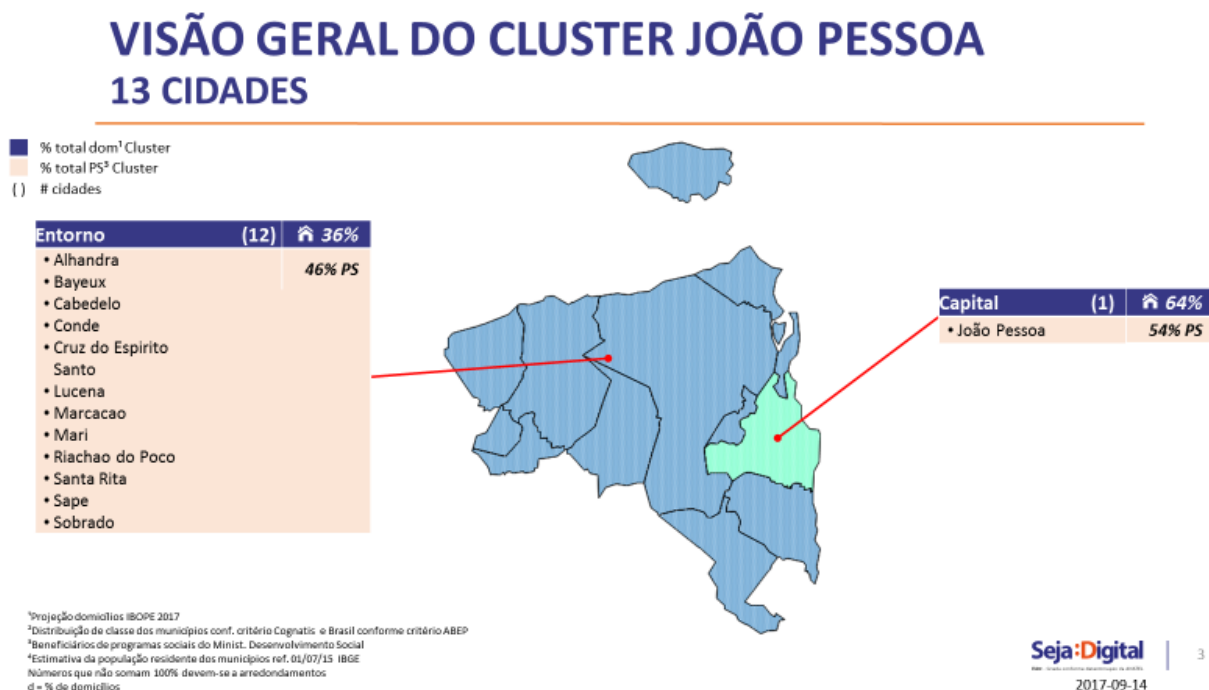 VISÃO GERAL DO CLUSTER JOÃO PESSOA
13 CIDADES
% total dom¹ Cluster
% total PS³ Cluster
( ) # cidades
Entorno (12) 36%
• Alhandra
46% PS
• Bayeux
• Cabedelo
• Conde
• Cruz do Espirito
Santo
• Lucena
• Marcacao
• Mari
• Riachao do Poco
• Santa Rita
• Sape
• Sobrado
Capital (1) 64%
• João Pessoa 54% PS
¹Projeção domicílios IBOPE 2017
²Distribuição de classe dos municípios conf. critério Cognatis e Brasil conforme critério ABEP
³Beneficiários de programas sociais do Minist. Desenvolvimento Social
⁴Estimativa da população residente dos municípios ref. 01/07/15 IBGE
Números que não somam 100% devem-se a arredondamentos
d = % de domicílios
Seja:Digital
3
2017-09-14